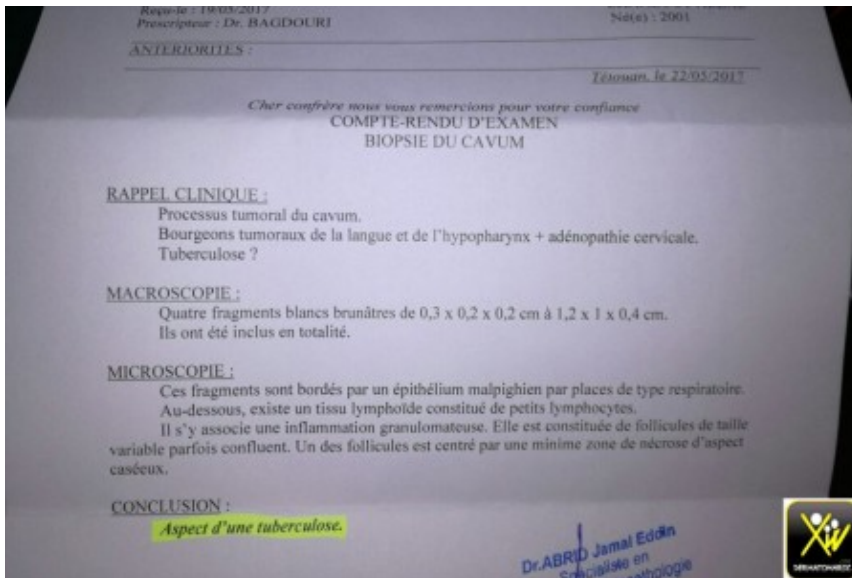 Reçu-le : 19/05/2017
Prescripteur : Dr. BAGDOURI
Né(e) : 2001
ANTERIORITES :
Tétouan, le 22/05/2017
Cher confrère nous vous remercions pour votre confiance
COMPTE-RENDU D'EXAMEN
BIOPSIE DU CAVUM
RAPPEL CLINIQUE :
Processus tumoral du cavum.
Bourgeons tumoraux de la langue et de l'hypopharynx + adénopathie cervicale.
Tuberculose ?
MACROSCOPIE :
Quatre fragments blancs brunâtres de 0,3 x 0,2 x 0,2 cm à 1,2 x 1 x 0,4 cm.
Ils ont été inclus en totalité.
MICROSCOPIE :
Ces fragments sont bordés par un épithélium malpighien par places de type respiratoire.
Au-dessous, existe un tissu lymphoïde constitué de petits lymphocytes.
Il s'y associe une inflammation granulomateuse. Elle est constituée de follicules de taille
variable parfois confluent. Un des follicules est centré par une minime zone de nécrose d'aspect
caséeux.
CONCLUSION :
Aspect d'une tuberculose.
Dr.ABRID Jamal Eddin
Spécialiste en
DERMATOMAROC